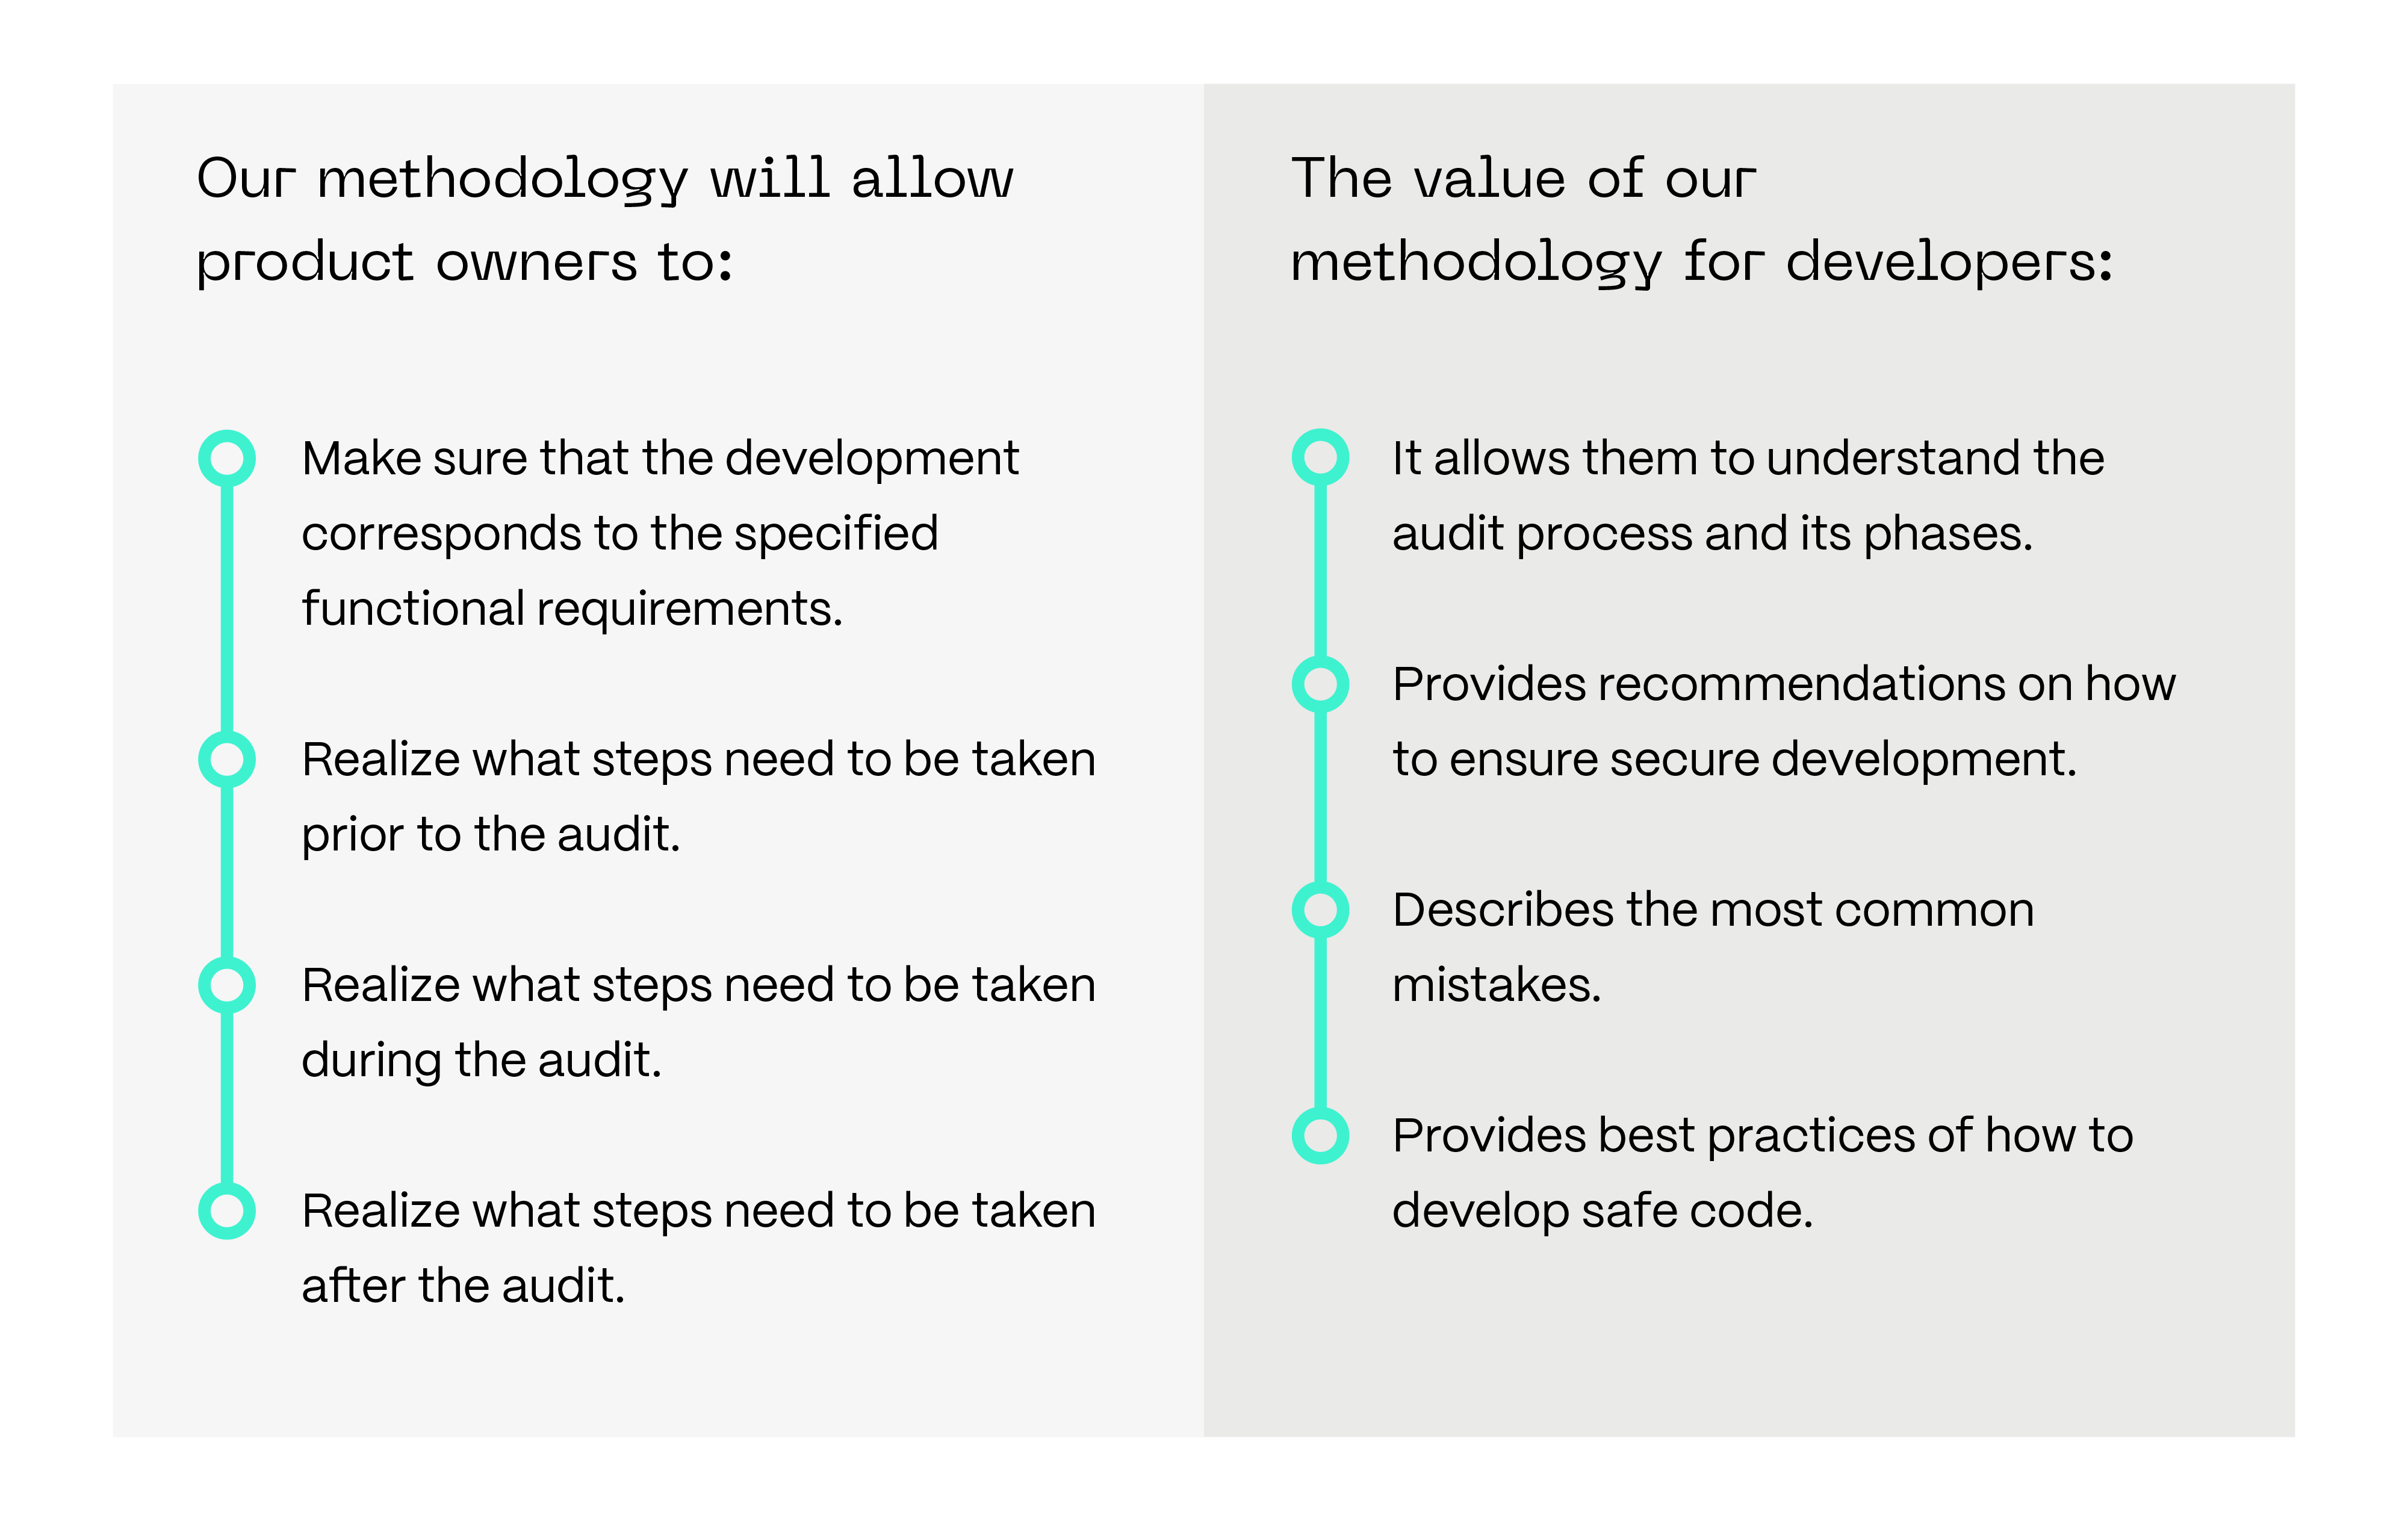 Our methodology will allow
product owners to:
Make sure that the development
corresponds to the specified
functional requirements.
Realize what steps need to be taken
prior to the audit.
Realize what steps need to be taken
during the audit.
Realize what steps need to be taken
after the audit.
The value of our
methodology for developers:
It allows them to understand the
audit process and its phases.
Provides recommendations on how
to ensure secure development.
Describes the most common
mistakes.
Provides best practices of how to
develop safe code.